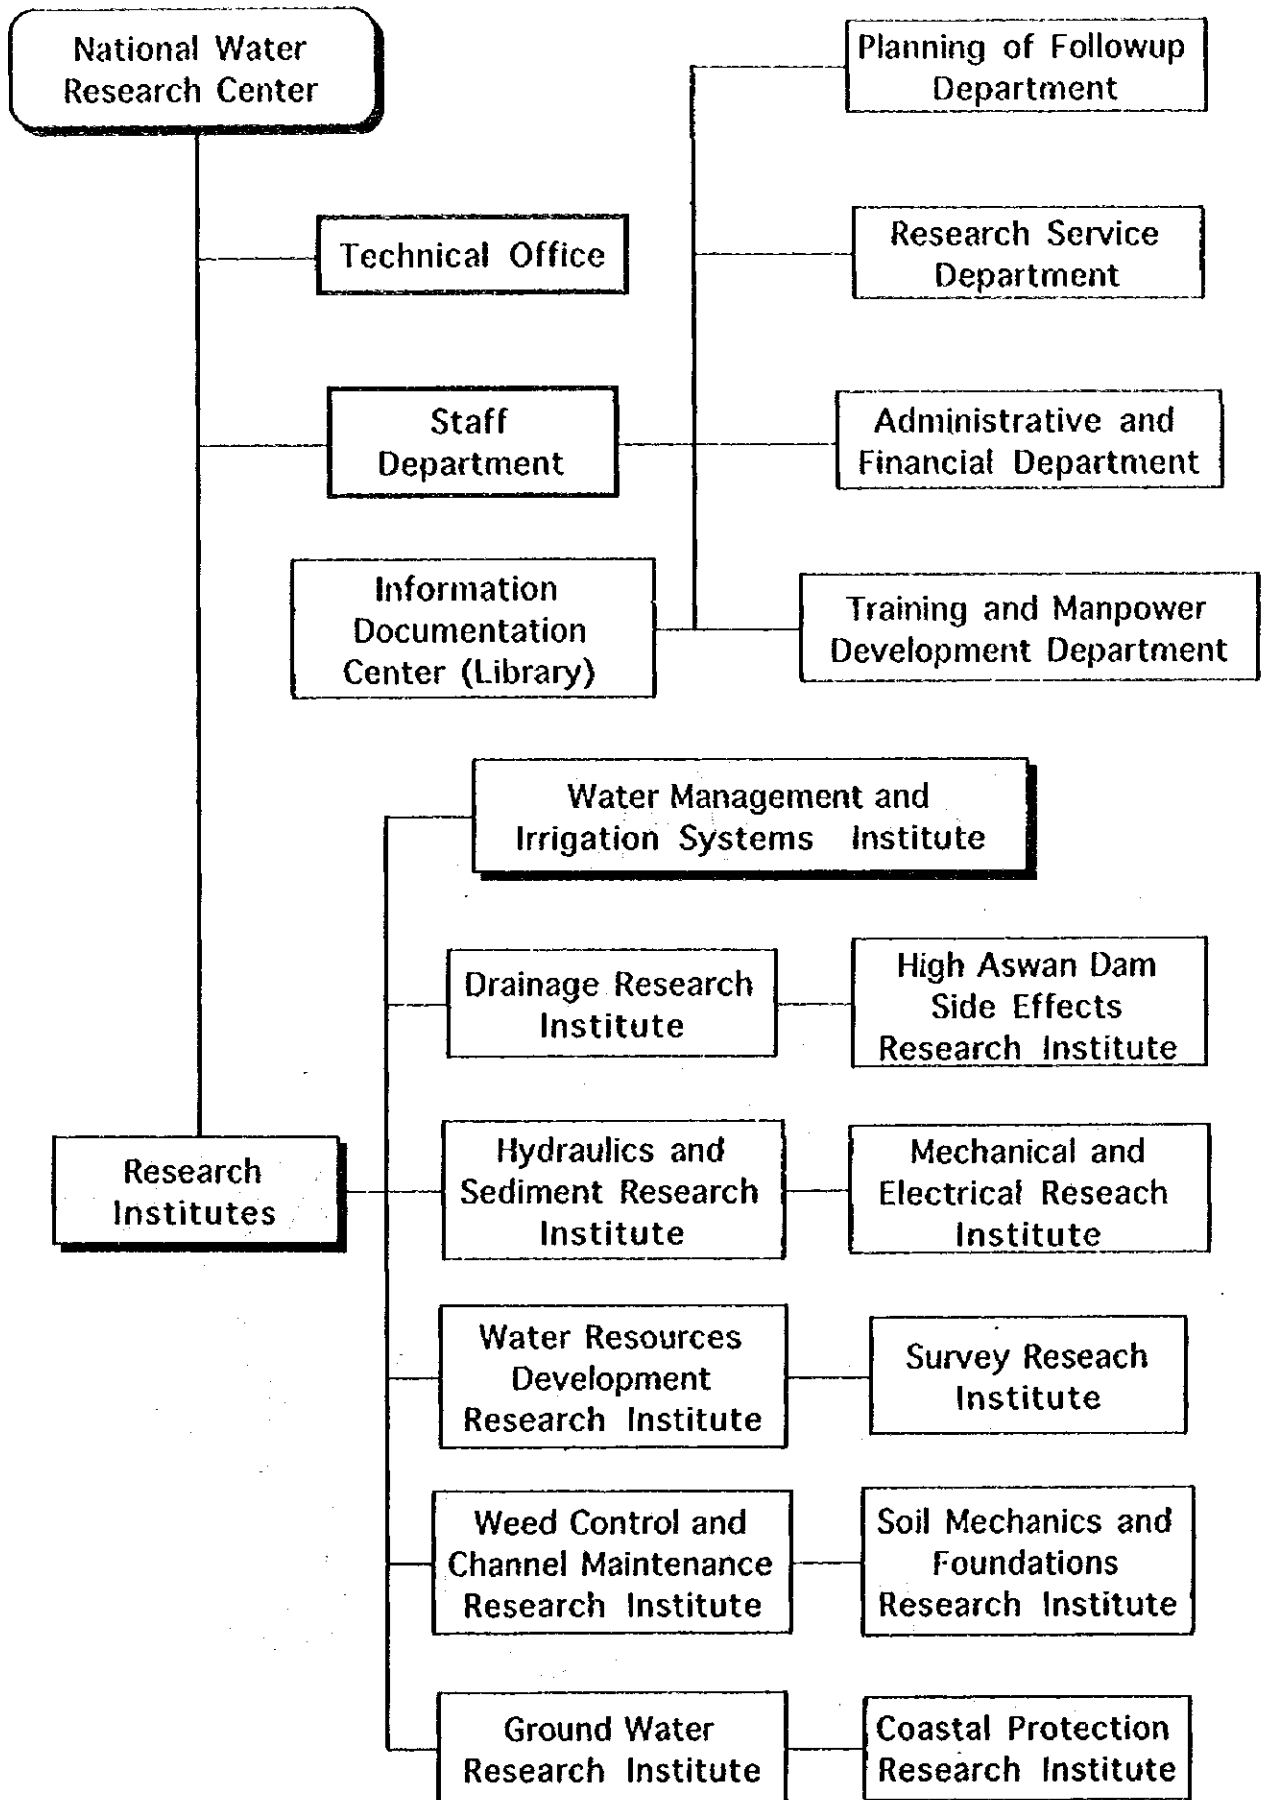 National Water
Research Center
Planning of Followup
Department
Technical Office
Research Service
Department
Staff
Department
Administrative and
Financial Department
Information
Documentation
Center (Library)
Training and Manpower
Development Department
Water Management and
Irrigation Systems Institute
Drainage Research
Institute
High Aswan Dam
Side Effects
Research Institute
Research
Institutes
Hydraulics and
Sediment Research
Institute
Mechanical and
Electrical Reseach
Institute
Water Resources
Development
Research Institute
Survey Reseach
Institute
Weed Control and
Channel Maintenance
Research Institute
Soil Mechanics and
Foundations
Research Institute
Ground Water
Research Institute
Coastal Protection
Research Institute